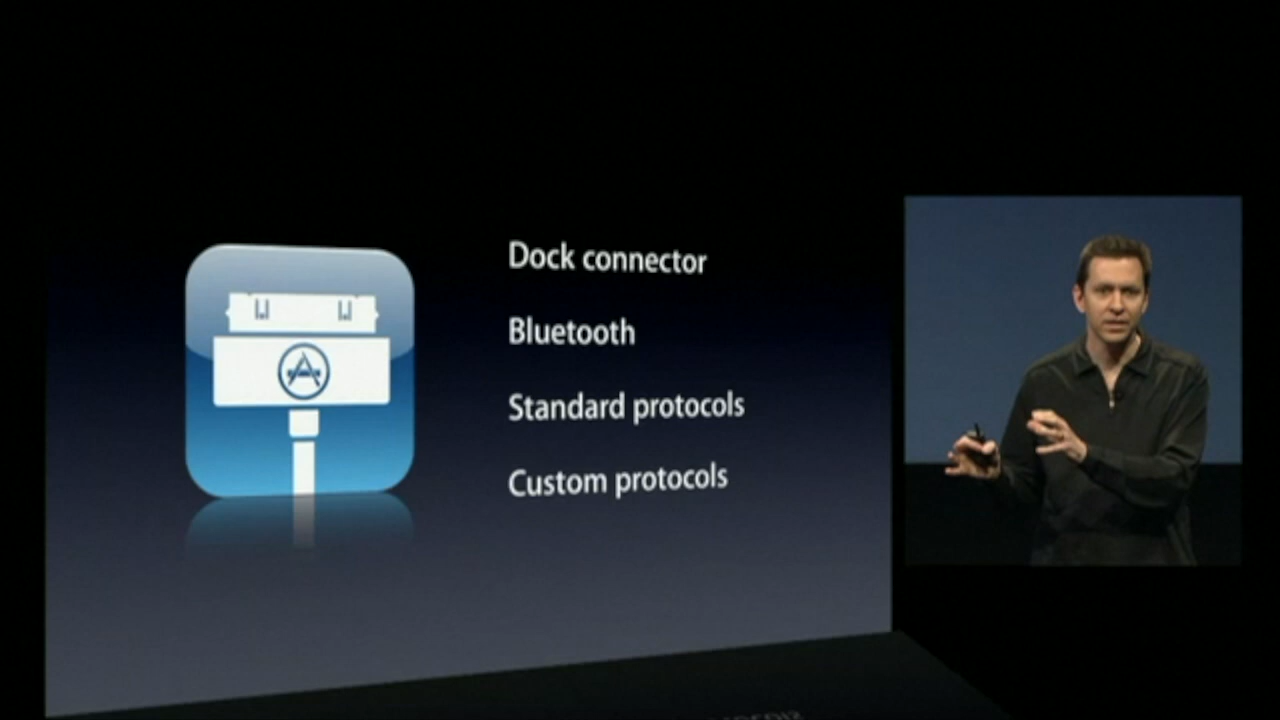 Dock connector
Bluetooth
Standard protocols
Custom protocols